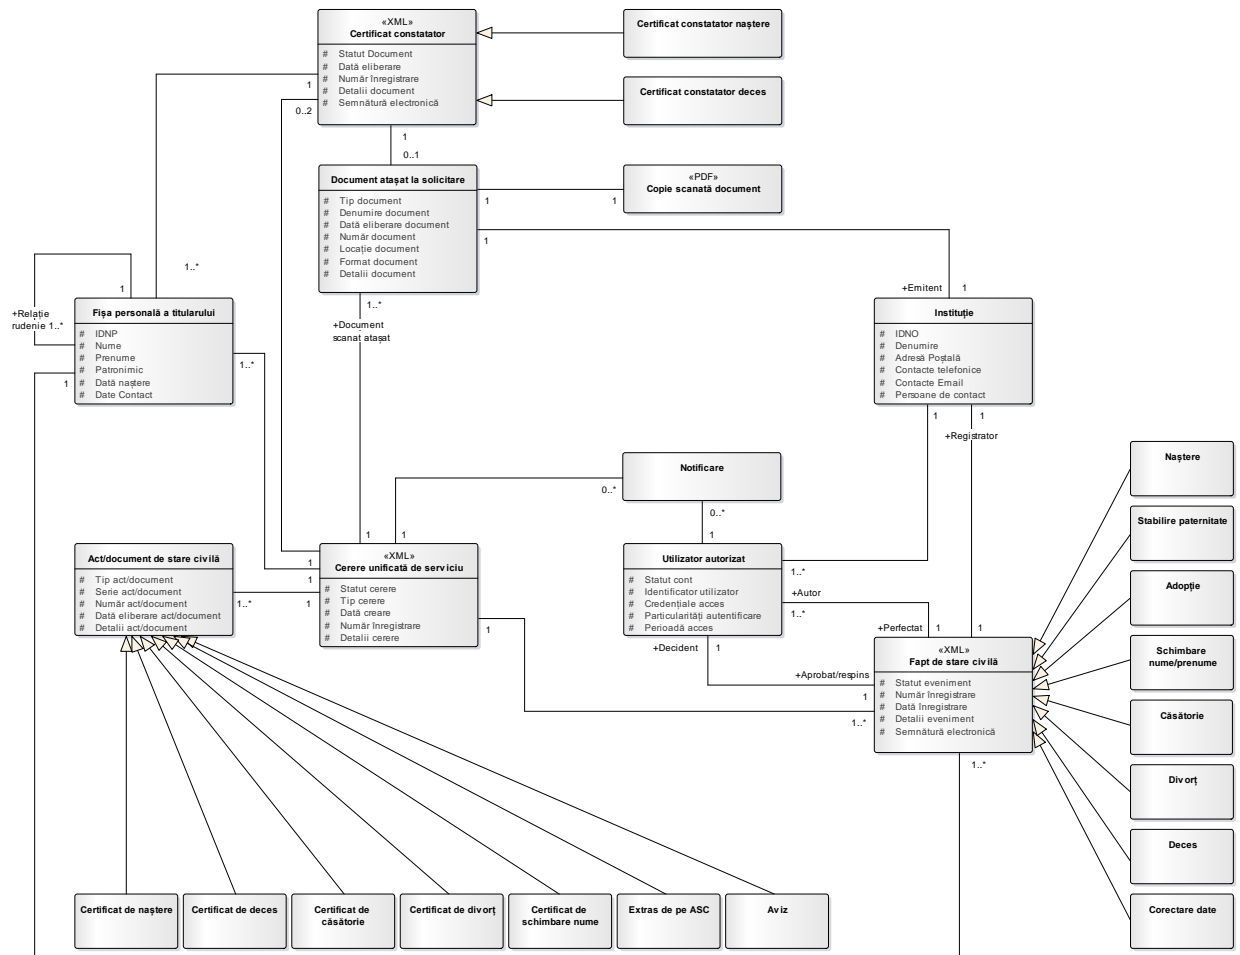 «XML»
Certificat constatator
# Statut Document
# Dată eliberare
# Număr înregistrare
# Detalii document
# Semnătură electronică
Certificat constatator naștere
Certificat constatator deces
1
0..2
1
0..1
Document atașat la solicitare
# Tip document
# Denumire document
# Dată eliberare document
# Număr document
# Locație document
# Format document
# Detalii document
«PDF»
Copie scanată document
1
1
1
1..*
1
+Relație
rudenie 1..*
Fișa personală a titularului
# IDNP
# Nume
# Prenume
# Patronimic
# Dată naștere
# Date Contact
1..*
1
1..*
+Document
scanat atașat
+Emitent
1
Instituție
# IDNO
# Denumire
# Adresă Poștală
# Contacte telefonice
# Contacte Email
# Persoane de contact
1
1
+Registrator
Notificare
0..*
0..*
1
1
1
Act/document de stare civilă
# Tip act/document
# Serie act/document
# Număr act/document
# Dată eliberare act/document
# Detalii act/document
1..*
1
1
1
«XML»
Cerere unificată de serviciu
# Statut cerere
# Tip cerere
# Dată creare
# Număr înregistrare
# Detalii cerere
1
Utilizator autorizat
# Statut cont
# Identificator utilizator
# Credențiale acces
# Particularități autentificare
# Perioadă acces
1..*
+Autor
1..*
+Decident
1
+Perfectat
1
1
+Aprobat/respins
1
1..*
«XML»
Fapt de stare civilă
# Statut eveniment
# Număr înregistrare
# Dată înregistrare
# Detalii eveniment
# Semnătură electronică
1..*
Naștere
Stabilire paternitate
Adopție
Schimbare
nume/prenume
Căsătorie
Divorț
Deces
Corectare date
Certificat de naștere
Certificat de deces
Certificat de
căsătorie
Certificat de divorț
Certificat de
schimbare nume
Extras de pe ASC
Aviz